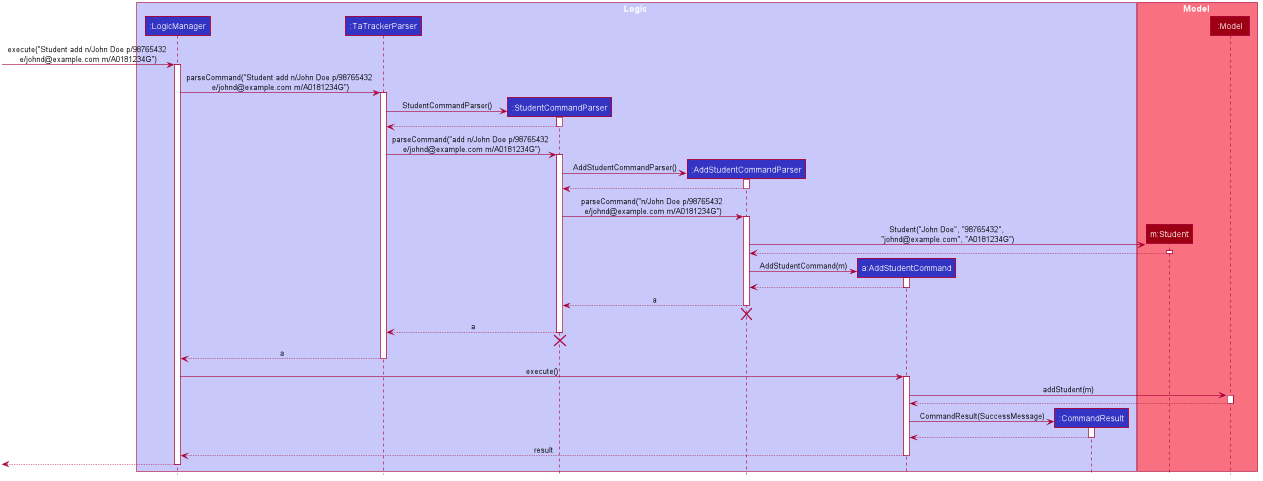 Logic
Model
:LogicManager
:TaTrackerParser
:Model
execute("Student add n/John Doe p/98765432
e/johnd@example.com m/A0181234G")
parseCommand("Student add n/John Doe p/98765432
e/johnd@example.com m/A0181234G")
StudentCommandParser()
:StudentCommandParser
parseCommand("add n/John Doe p/98765432
e/johnd@example.com m/A0181234G")
AddStudentCommandParser()
:AddStudentCommandParser
parseCommand("n/John Doe p/98765432
e/johnd@example.com m/A0181234G")
Student("John Doe", "98765432",
"johnd@example.com", "A0181234G")
m:Student
AddStudentCommand(m)
a:AddStudentCommand
a
a
a
execute()
addStudent(m)
CommandResult(SuccessMessage)
:CommandResult
result